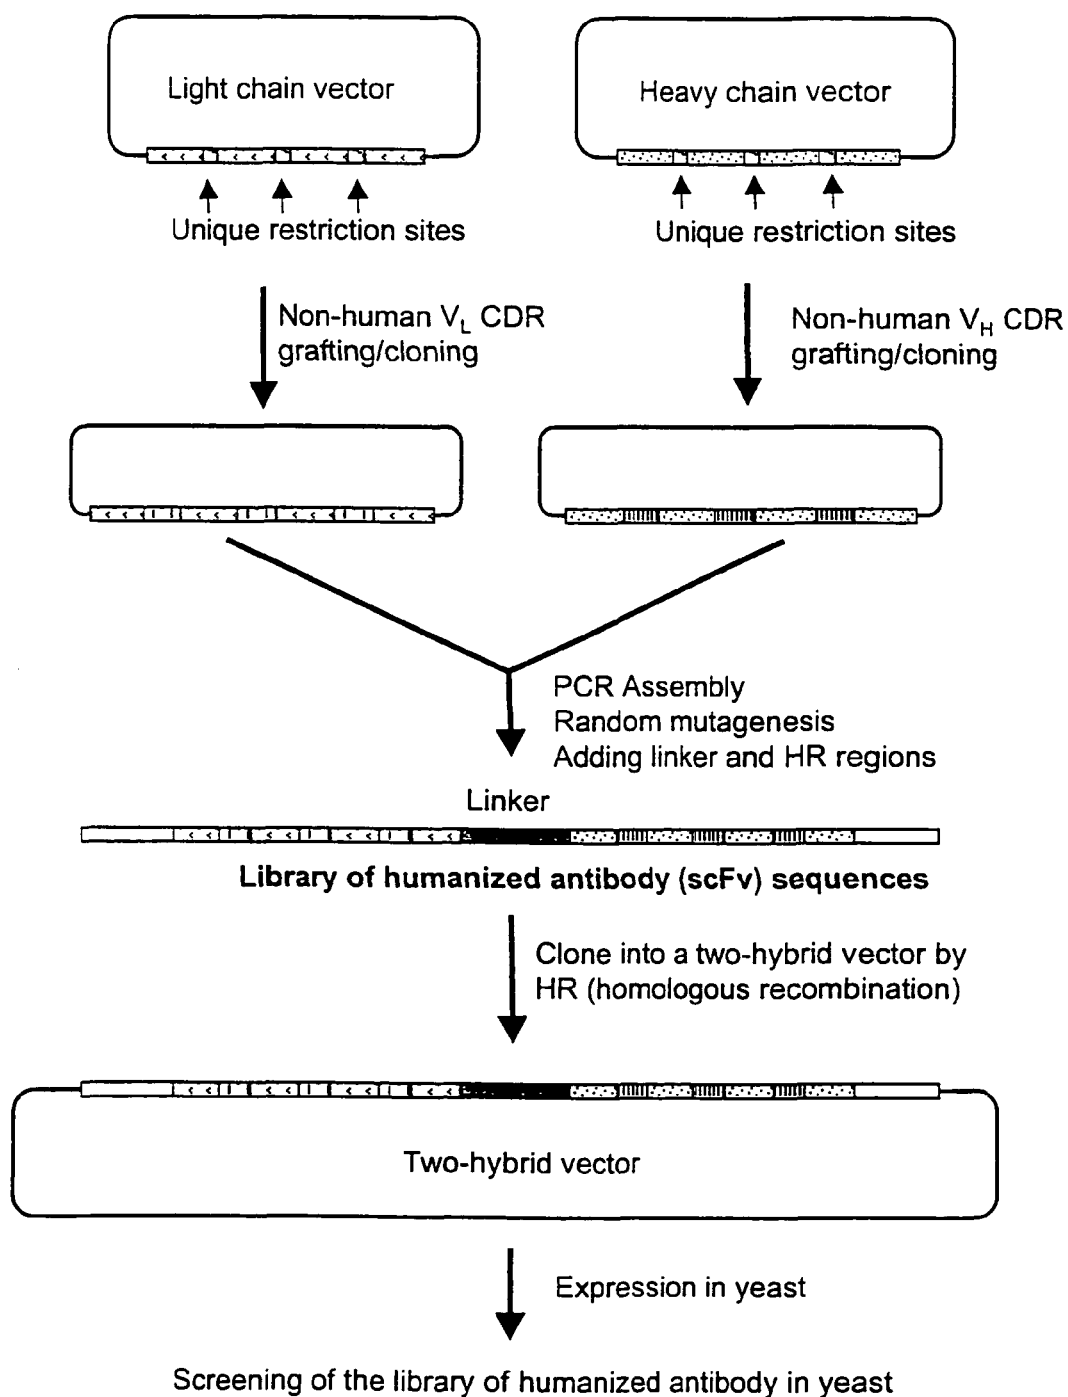 Light chain vector
Heavy chain vector
Unique restriction sites
Unique restriction sites
Non-human V_L CDR
grafting/cloning
Non-human V_H CDR
grafting/cloning
PCR Assembly
Random mutagenesis
Adding linker and HR regions
Linker
Library of humanized antibody (scFv) sequences
Clone into a two-hybrid vector by
HR (homologous recombination)
Two-hybrid vector
Expression in yeast
Screening of the library of humanized antibody in yeast